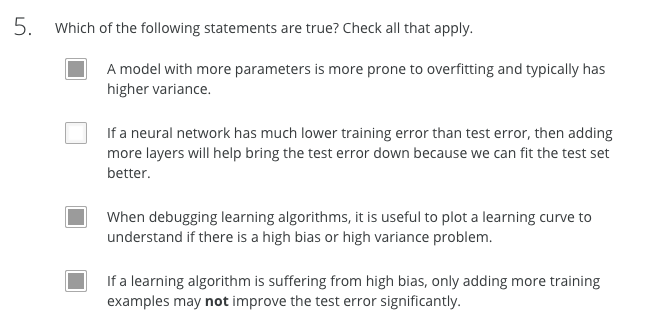 5. Which of the following statements are true? Check all that apply.
A model with more parameters is more prone to overfitting and typically has
higher variance.
If a neural network has much lower training error than test error, then adding
more layers will help bring the test error down because we can fit the test set
better.
When debugging learning algorithms, it is useful to plot a learning curve to
understand if there is a high bias or high variance problem.
If a learning algorithm is suffering from high bias, only adding more training
examples may not improve the test error significantly.